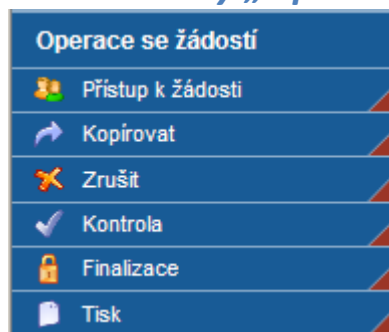 Operace se žádostí
Přístup k žádosti
Kopírovat
Zrušit
Kontrola
Finalizace
Tisk